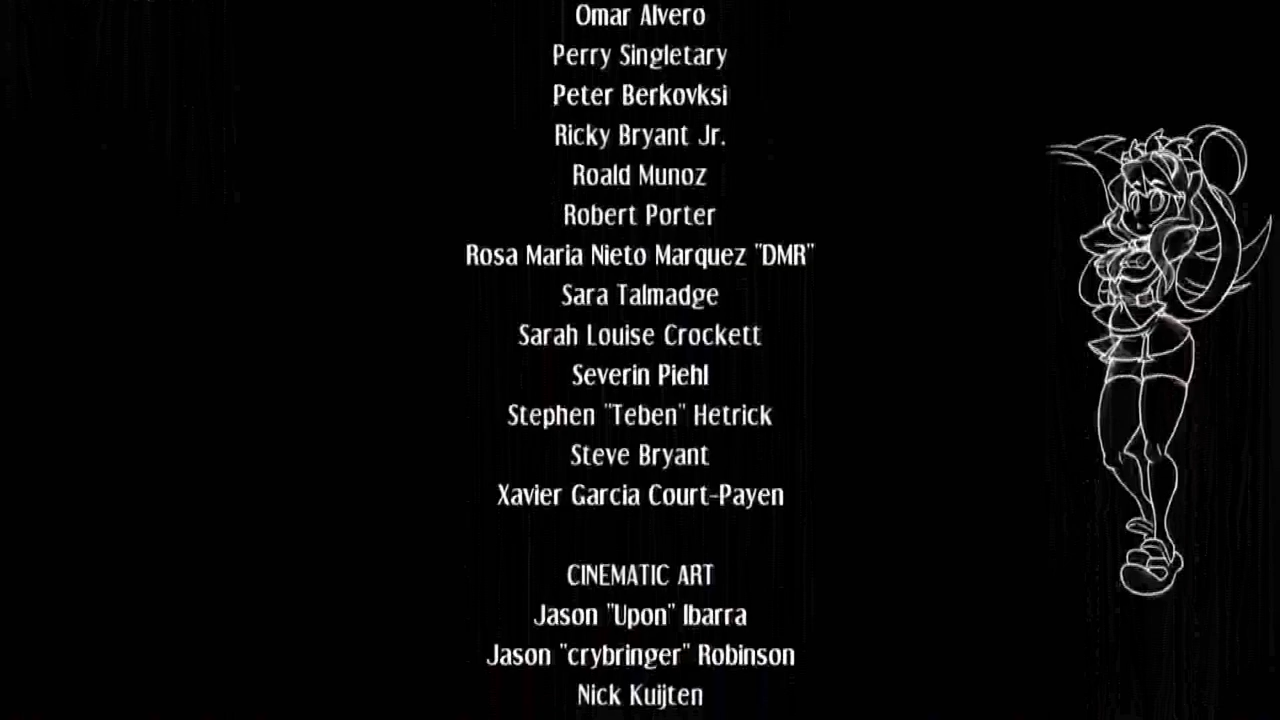 Omar Alvero
Perry Singletary
Peter Berkovksi
Ricky Bryant Jr.
Roald Munoz
Robert Porter
Rosa Maria Nieto Marquez "DMR"
Sara Talmadge
Sarah Louise Crockett
Severin Piehl
Stephen "Teben" Hetrick
Steve Bryant
Xavier Garcia Court-Payen
CINEMATIC ART
Jason "Upon" Ibarra
Jason "crybringer" Robinson
Nick Kuijten